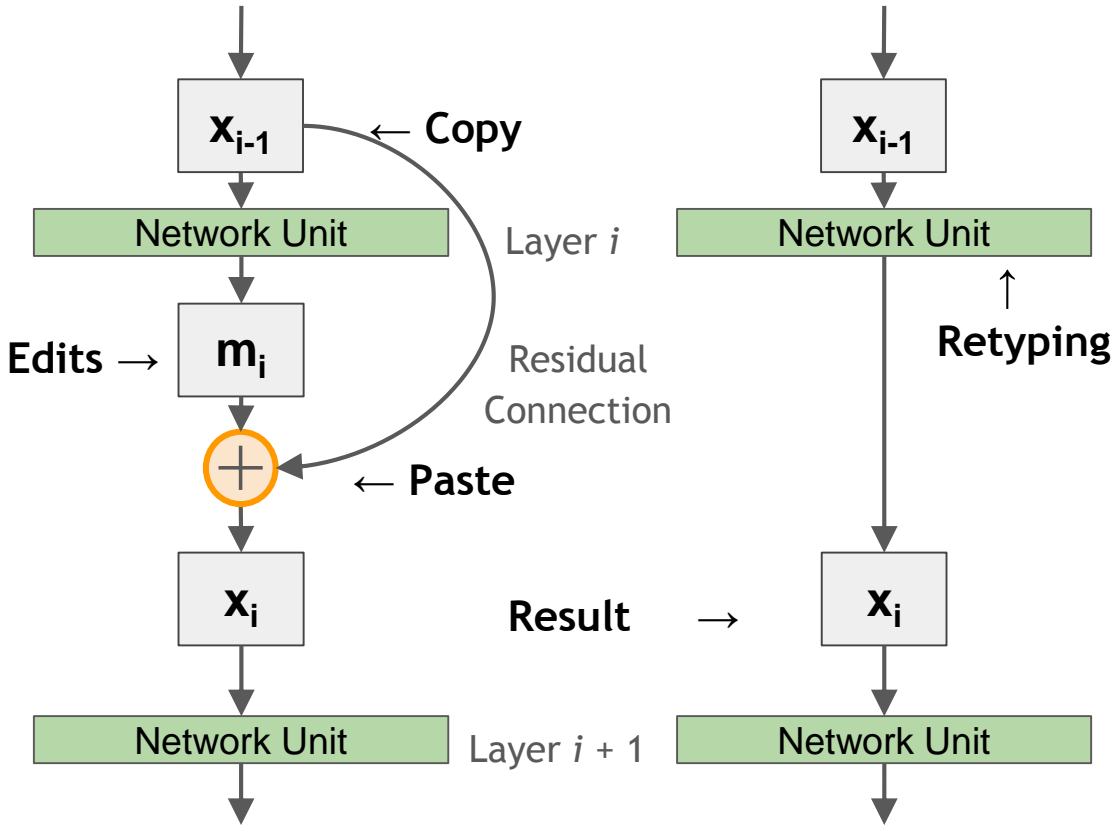 x_{i-1}
← Copy
Network Unit
Layer i
Edits →
m_i
Residual
Connection
+
← Paste
x_i
Network Unit
Layer i + 1
x_{i-1}
Network Unit
↑
Retyping
Result →
x_i
Network Unit